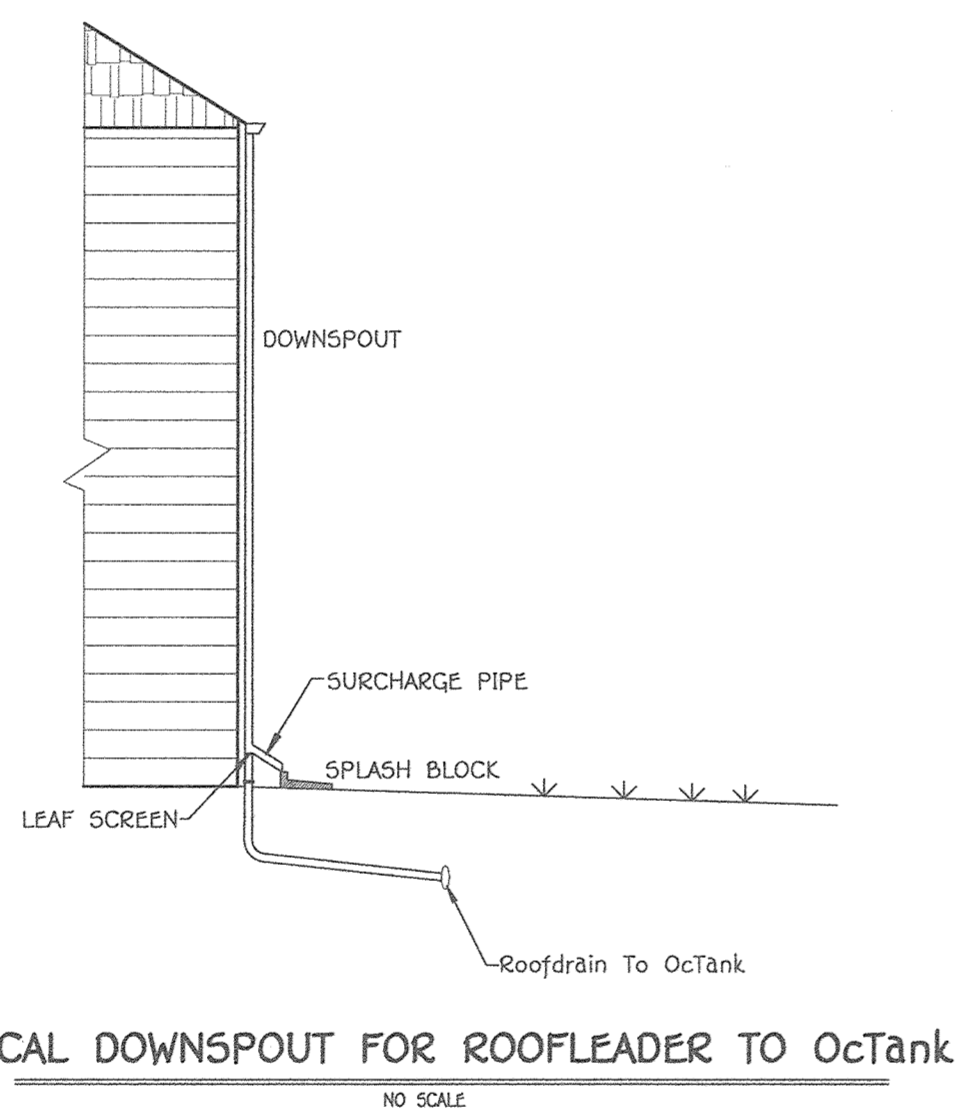 DOWNSPOUT
SURCHARGE PIPE
SPLASH BLOCK
LEAF SCREEN
Roofdrain To OcTank
CAL DOWNSPOUT FOR ROOFLEADER TO OcTank
NO SCALE